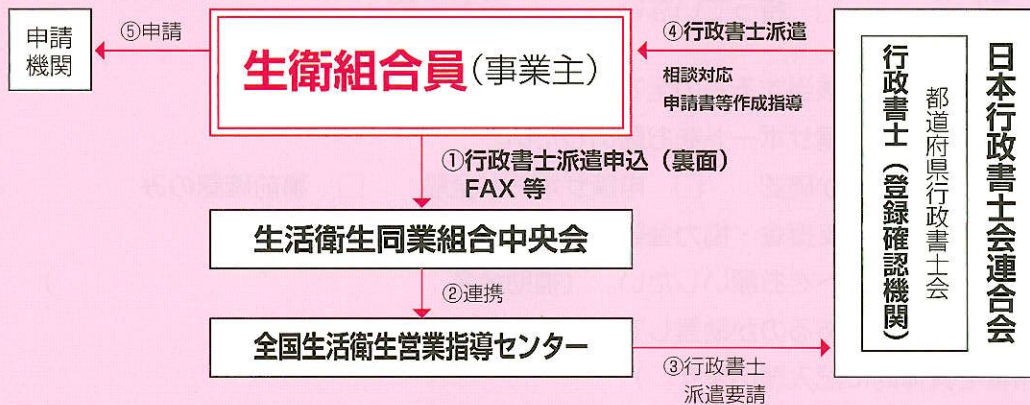 申請
機関
⑤申請
生衛組合員（事業主）
④行政書士派遣
相談対応
申請書等作成指導
①行政書士派遣申込（裏面）
FAX 等
生活衛生同業組合中央会
②連携
全国生活衛生営業指導センター
③行政書士
派遣要請
日本行政書士会連合会
都道府県行政書士会
行政書士（登録確認機関）